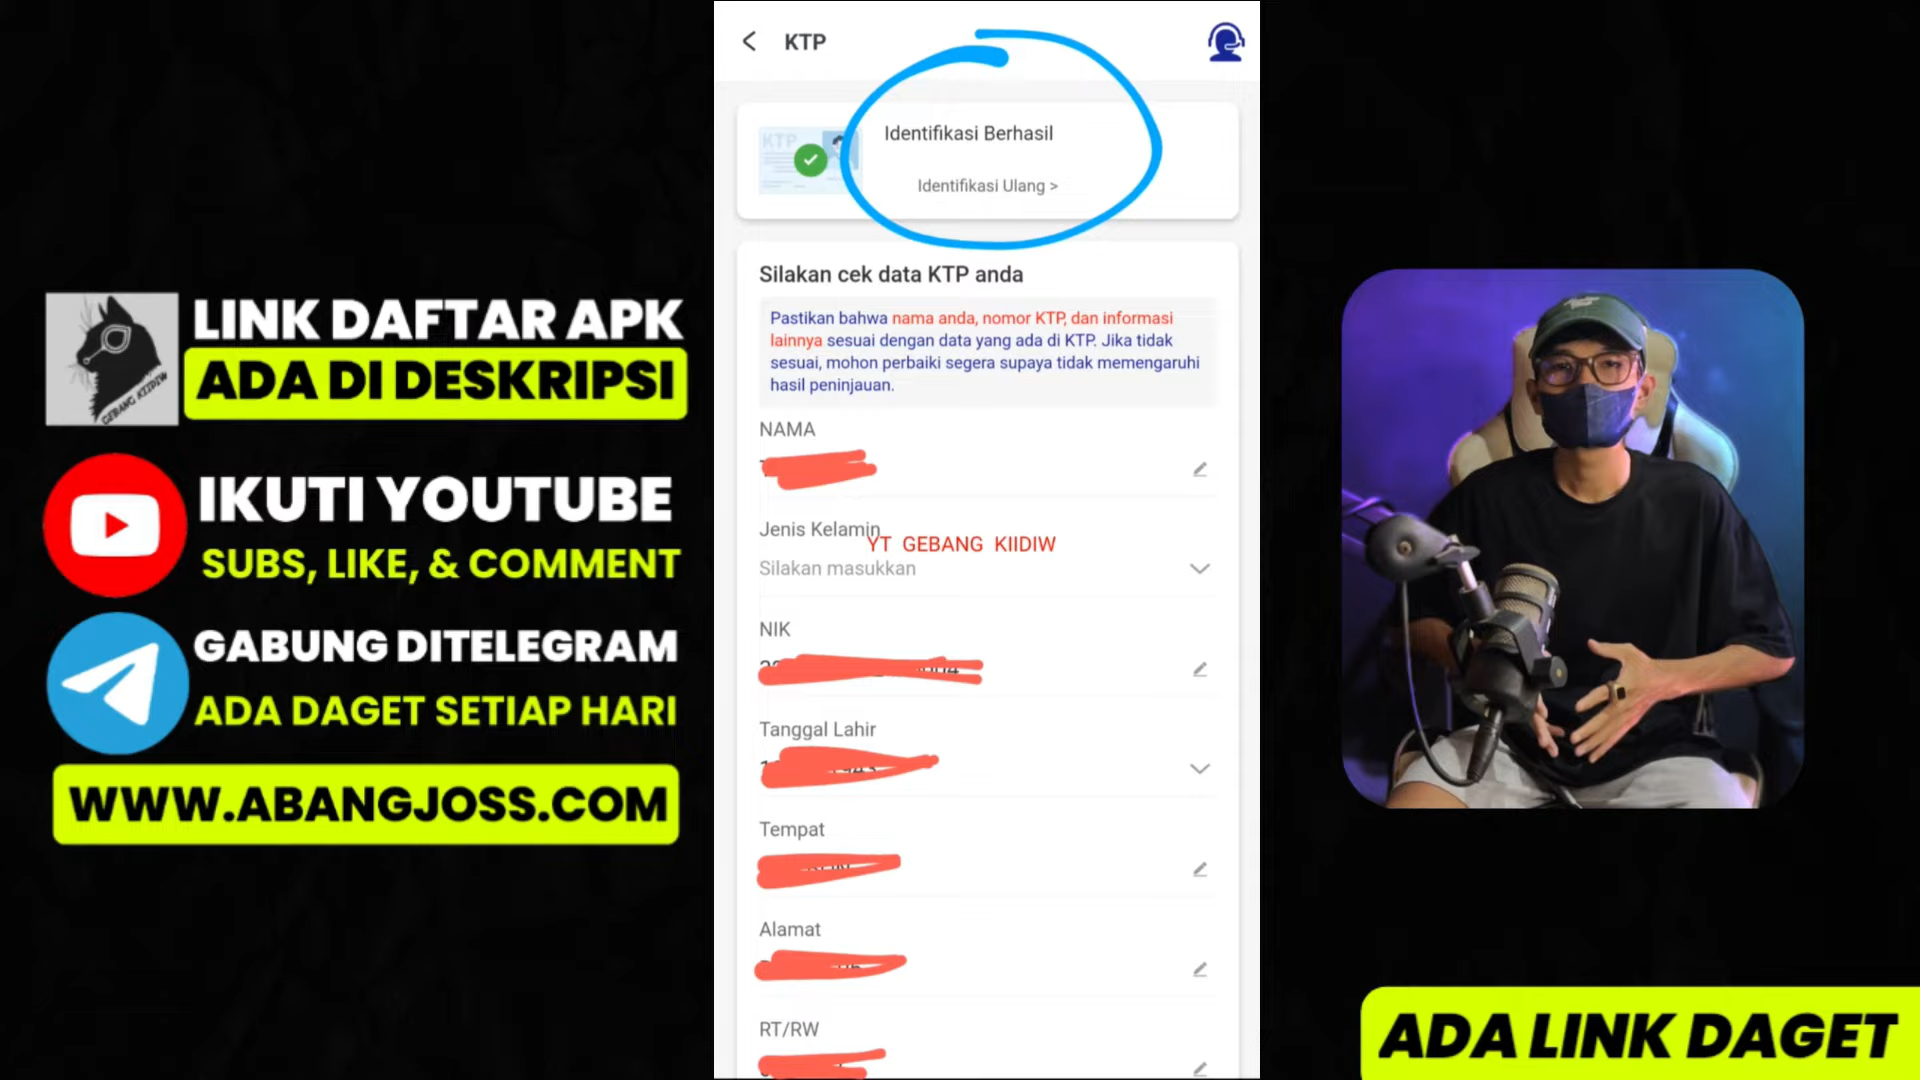 LINK DAFTAR APK
ADA DI DESKRIPSI
GEBANG KIIDIW
IKUTI YOUTUBE
SUBS, LIKE, & COMMENT
GABUNG DITELEGRAM
ADA DAGET SETIAP HARI
WWW.ABANGJOSS.COM
KTP
KTP
Identifikasi Berhasil
Identifikasi Ulang >
Silakan cek data KTP anda
Pastikan bahwa nama anda, nomor KTP, dan informasi
lainnya sesuai dengan data yang ada di KTP. Jika tidak
sesuai, mohon perbaiki segera supaya tidak memengaruhi
hasil peninjauan.
NAMA
Jenis Kelamin
YT GEBANG KIIDIW
Silakan masukkan
NIK
Tanggal Lahir
Tempat
Alamat
RT/RW
ADA LINK DAGET